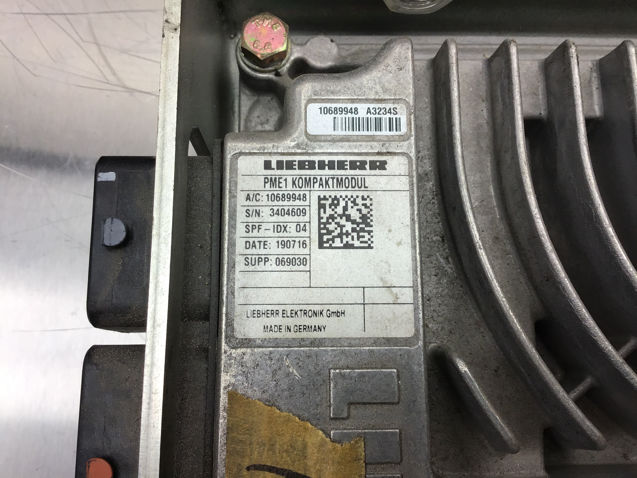 10689948 A3234S
LIEBHERR
PME1 KOMPAKTMODUL
A/C: 10689948
S/N: 3404609
SPF-IDX: 04
DATE: 190716
SUPP: 069030
LIEBHERR ELEKTRONIK GmbH
MADE IN GERMANY